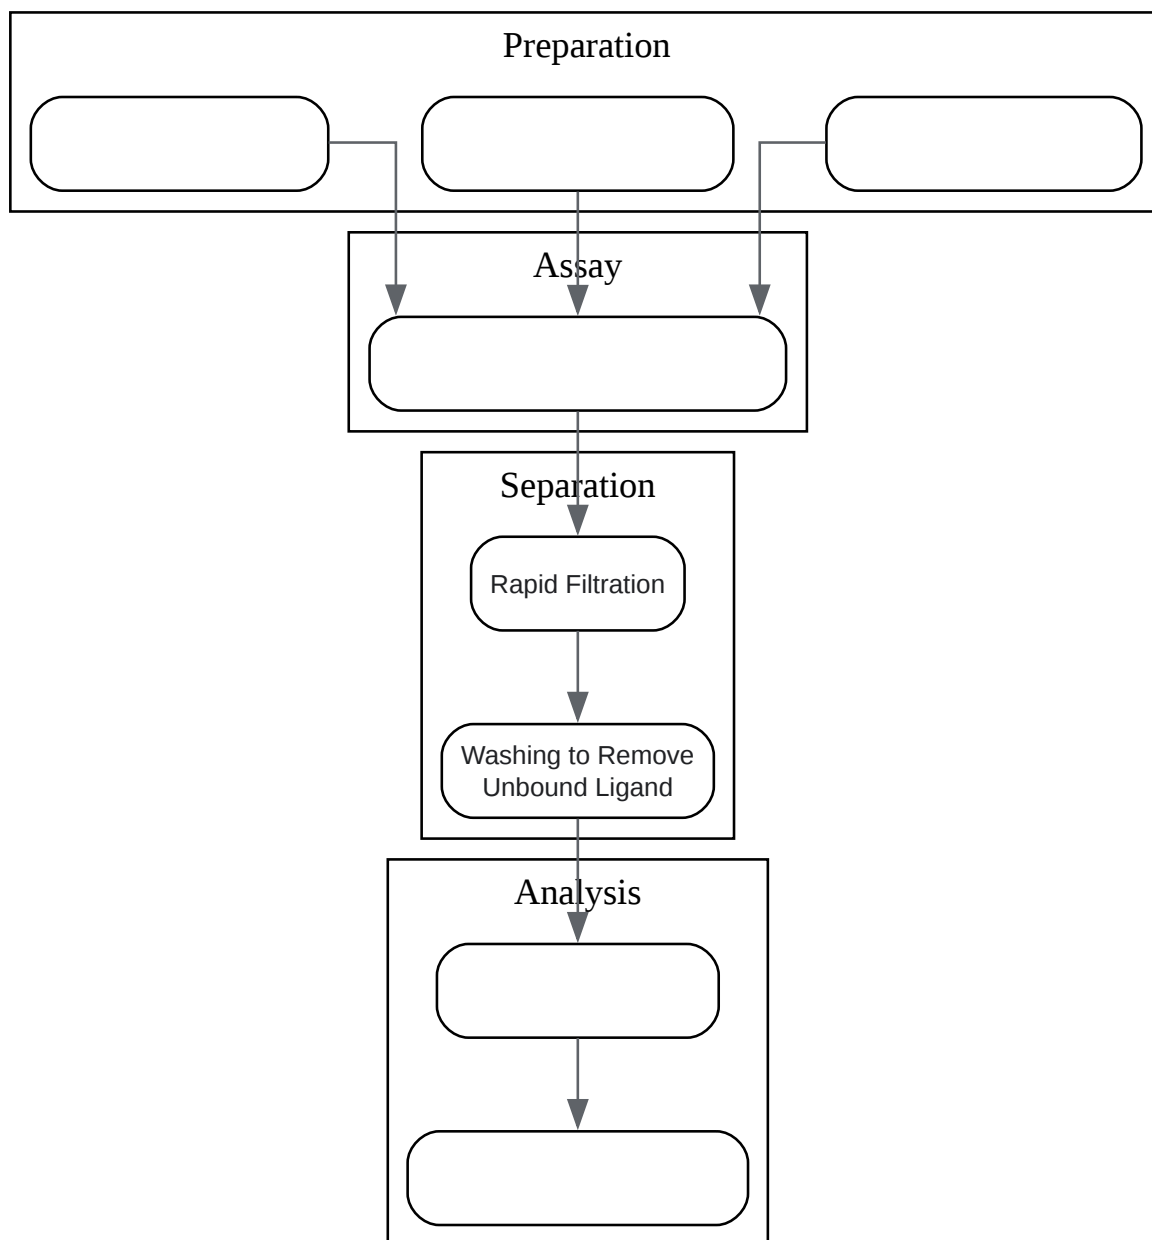 Preparation
Assay
Separation
Rapid Filtration
Washing to Remove
Unbound Ligand
Analysis